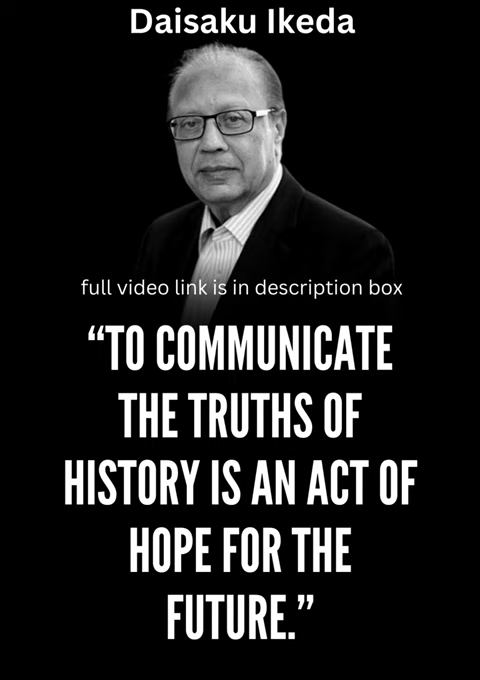 Daisaku Ikeda
full video link is in description box
“TO COMMUNICATE
THE TRUTHS OF
HISTORY IS AN ACT OF
HOPE FOR THE
FUTURE.”